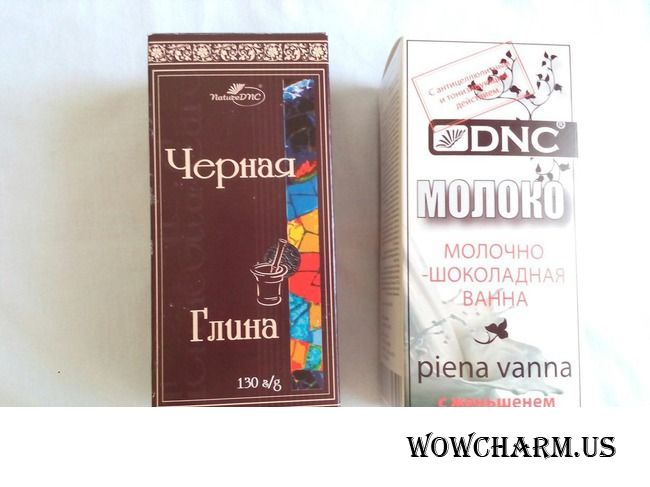 NatureDNC®
Черная
Глина
130 г/g
С антицеллюлитным
и тонизирующим
действием
DNC®
МОЛОКО
МОЛОЧНО
-ШОКОЛАДНАЯ
ВАННА
piena vanna
с женьшенем
WOWCHARM.US